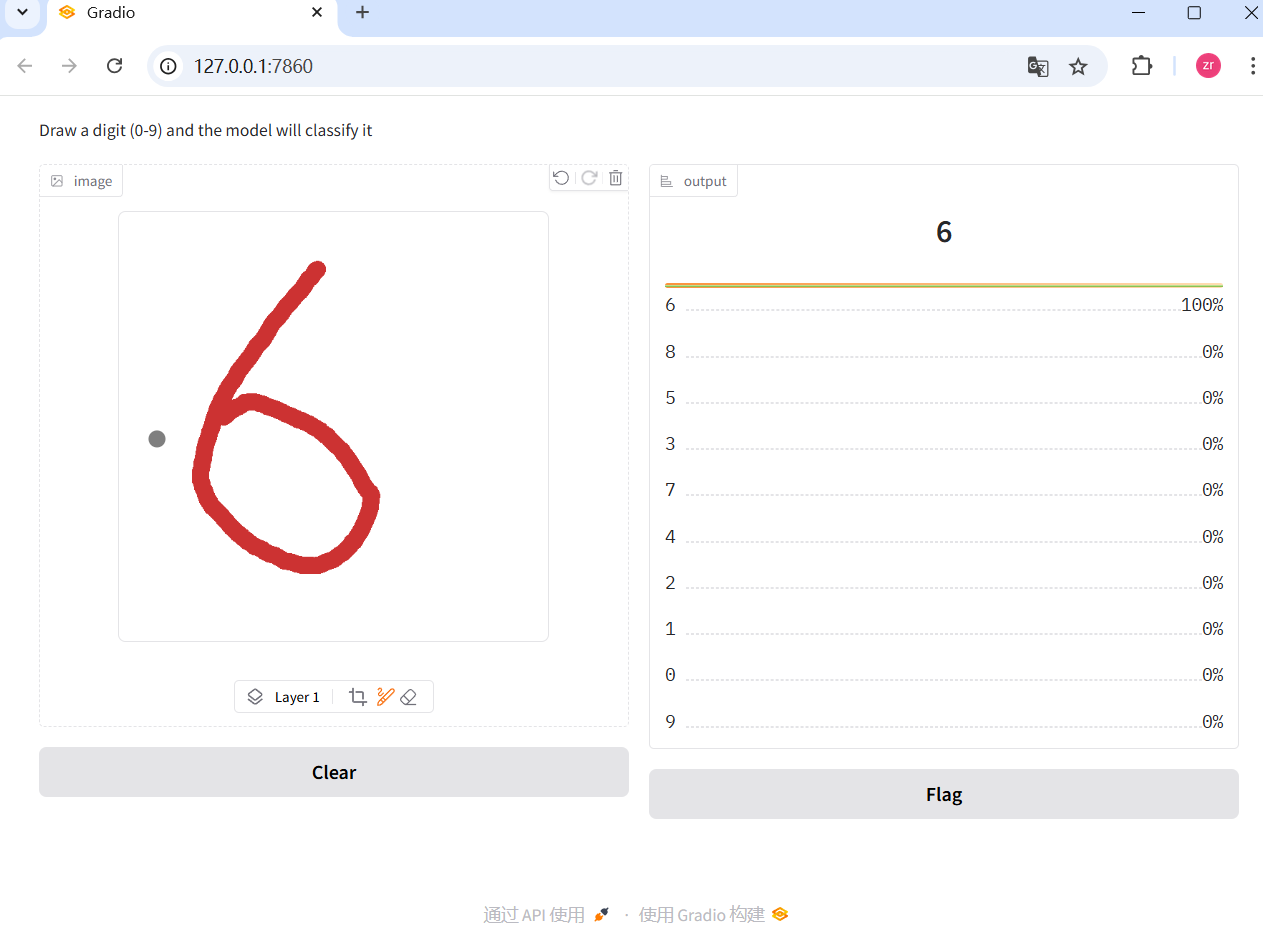 Gradio
127.0.0.1:7860
zr
Draw a digit (0-9) and the model will classify it
image
6
Layer 1
Clear
output
6
6 100%
8 0%
5 0%
3 0%
7 0%
4 0%
2 0%
1 0%
0 0%
9 0%
Flag
通过 API 使用 · 使用 Gradio 构建